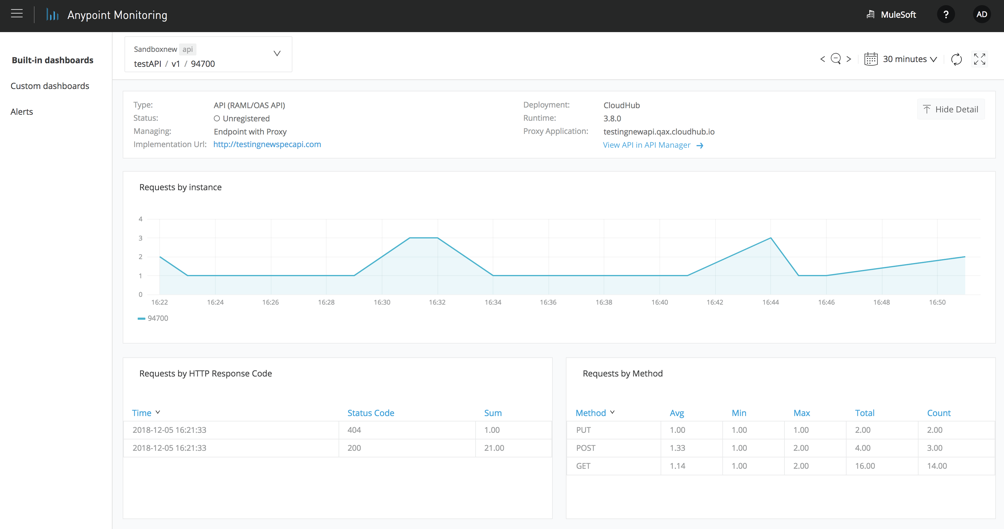 Anypoint Monitoring
MuleSoft
?
AD
Built-in dashboards
Custom dashboards
Alerts
Sandboxnew api
testAPI / v1 / 94700
30 minutes
Type: API (RAML/OAS API)
Status: Unregistered
Managing: Endpoint with Proxy
Implementation Url: http://testingnewspecapi.com
Deployment: CloudHub
Runtime: 3.8.0
Proxy Application: testingnewapi.qax.cloudhub.io
View API in API Manager →
Hide Detail
Requests by instance
4
3
2
1
0
16:22 16:24 16:26 16:28 16:30 16:32 16:34 16:36 16:38 16:40 16:42 16:44 16:46 16:48 16:50
94700
Requests by HTTP Response Code
Time Status Code Sum
2018-12-05 16:21:33 404 1.00
2018-12-05 16:21:33 200 21.00
Requests by Method
Method Avg Min Max Total Count
PUT 1.00 1.00 1.00 2.00 2.00
POST 1.33 1.00 2.00 4.00 3.00
GET 1.14 1.00 2.00 16.00 14.00